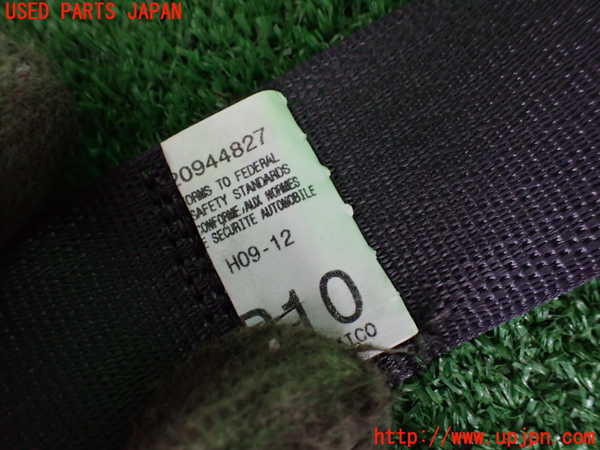 USED PARTS JAPAN
20944827
ORMS TO FEDERAL
SAFETY STANDARDS
CONFORME, AUX NORMES
E SECURITE AUTOMOBILE
H09-12
10
http://www.upjpn.com